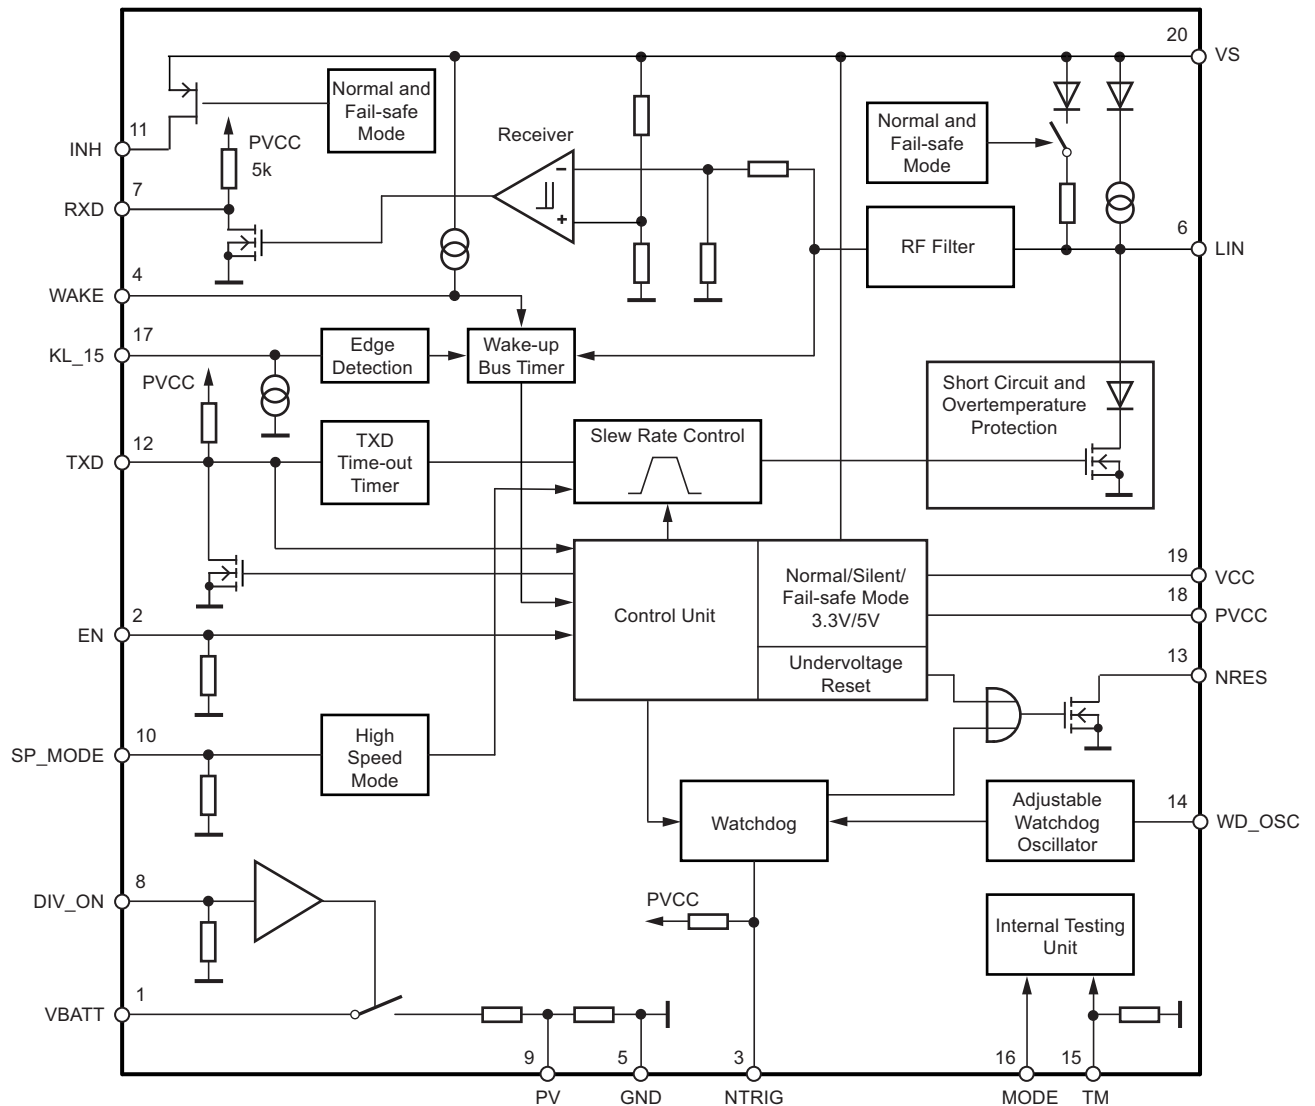 20
VS
Normal and
Fail-safe
Mode
11
INH
PVCC
5k
Receiver
−
+
Normal and
Fail-safe
Mode
7
RXD
RF Filter
6
LIN
4
WAKE
17
KL_15
Edge
Detection
Wake-up
Bus Timer
PVCC
Short Circuit and
Overtemperature
Protection
12
TXD
TXD
Time-out
Timer
Slew Rate Control
Control Unit
Normal/Silent/
Fail-safe Mode
3.3V/5V
19
VCC
18
PVCC
2
EN
Undervoltage
Reset
13
NRES
10
SP_MODE
High
Speed
Mode
Watchdog
Adjustable
Watchdog
Oscillator
14
WD_OSC
8
DIV_ON
PVCC
Internal Testing
Unit
1
VBATT
9
PV
5
GND
3
NTRIG
16
MODE
15
TM